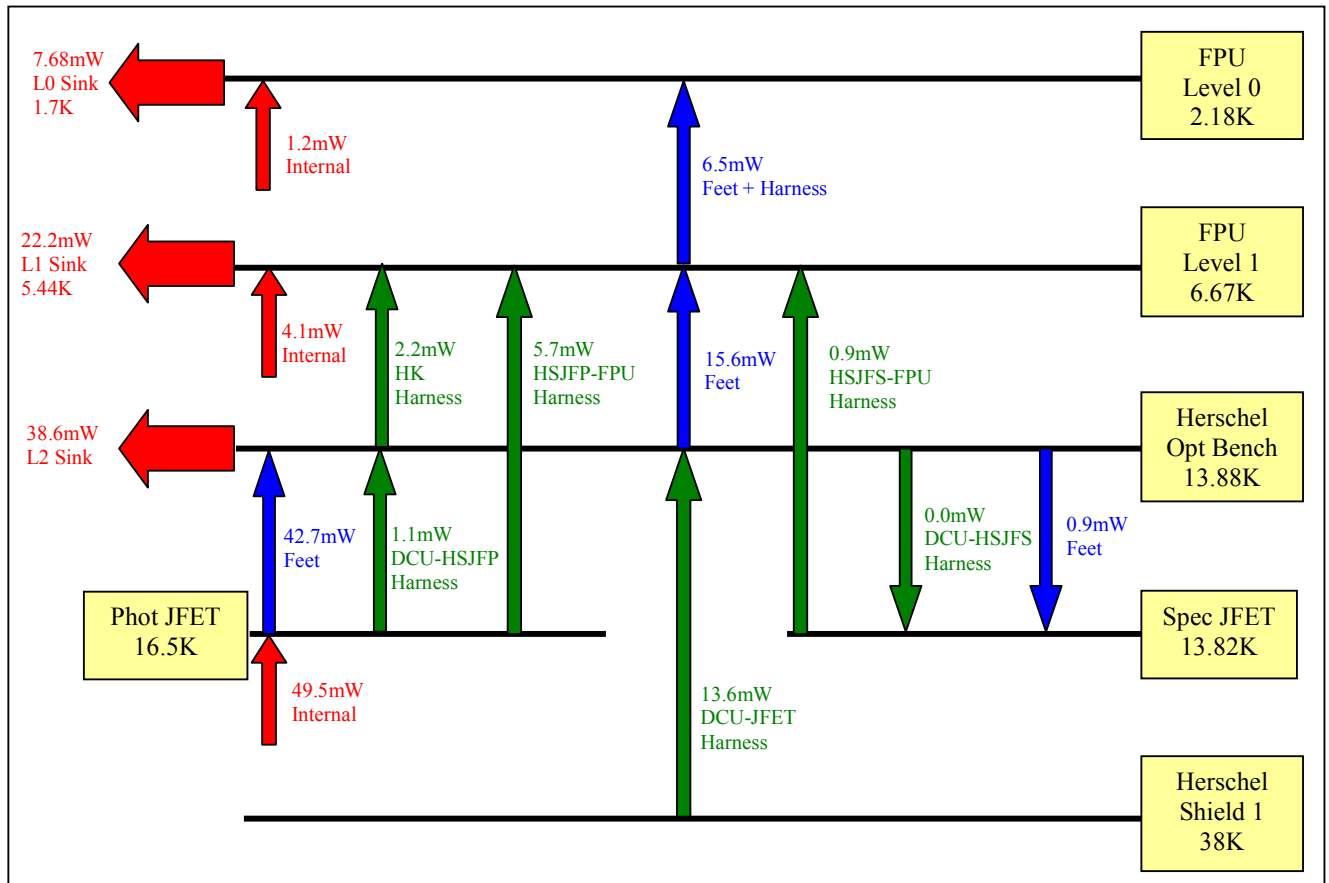 7.68mW
L0 Sink
1.7K
1.2mW
Internal
6.5mW
Feet + Harness
FPU
Level 0
2.18K
22.2mW
L1 Sink
5.44K
4.1mW
Internal
2.2mW
HK
Harness
5.7mW
HSJFP-FPU
Harness
15.6mW
Feet
0.9mW
HSJFS-FPU
Harness
FPU
Level 1
6.67K
38.6mW
L2 Sink
42.7mW
Feet
1.1mW
DCU-HSJFP
Harness
0.0mW
DCU-HSJFS
Harness
0.9mW
Feet
Herschel
Opt Bench
13.88K
Phot JFET
16.5K
49.5mW
Internal
13.6mW
DCU-JFET
Harness
Spec JFET
13.82K
Herschel
Shield 1
38K